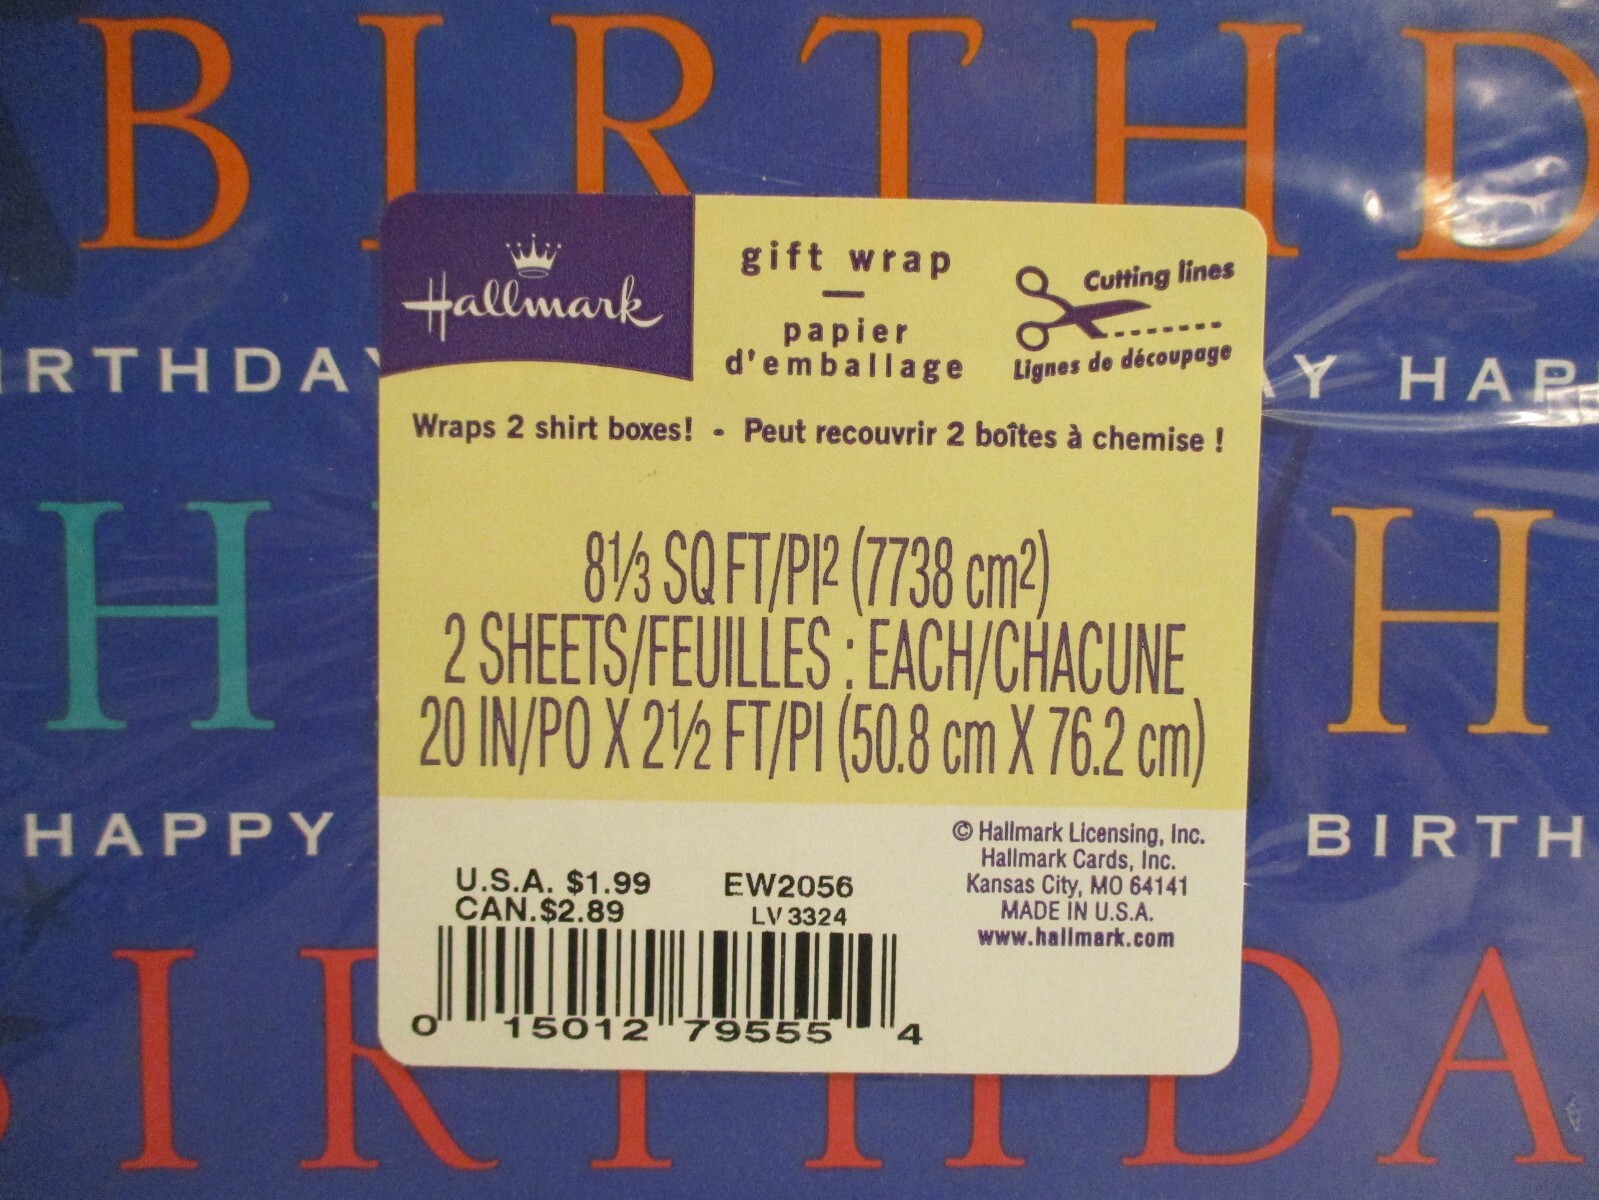 BIRTHD
IRTHDAY
AY HAPP
H
H
HAPPY
BIRTH
BIRTHDA
Hallmark
gift wrap
papier
d'emballage
Cutting lines
Lignes de découpage
Wraps 2 shirt boxes! - Peut recouvrir 2 boîtes à chemise !
8⅓ SQ FT/PI² (7738 cm²)
2 SHEETS/FEUILLES : EACH/CHACUNE
20 IN/PO X 2½ FT/PI (50.8 cm X 76.2 cm)
U.S.A. $1.99
CAN.$2.89
EW2056
LV 3324
0 15012 79555 4
© Hallmark Licensing, Inc.
Hallmark Cards, Inc.
Kansas City, MO 64141
MADE IN U.S.A.
www.hallmark.com